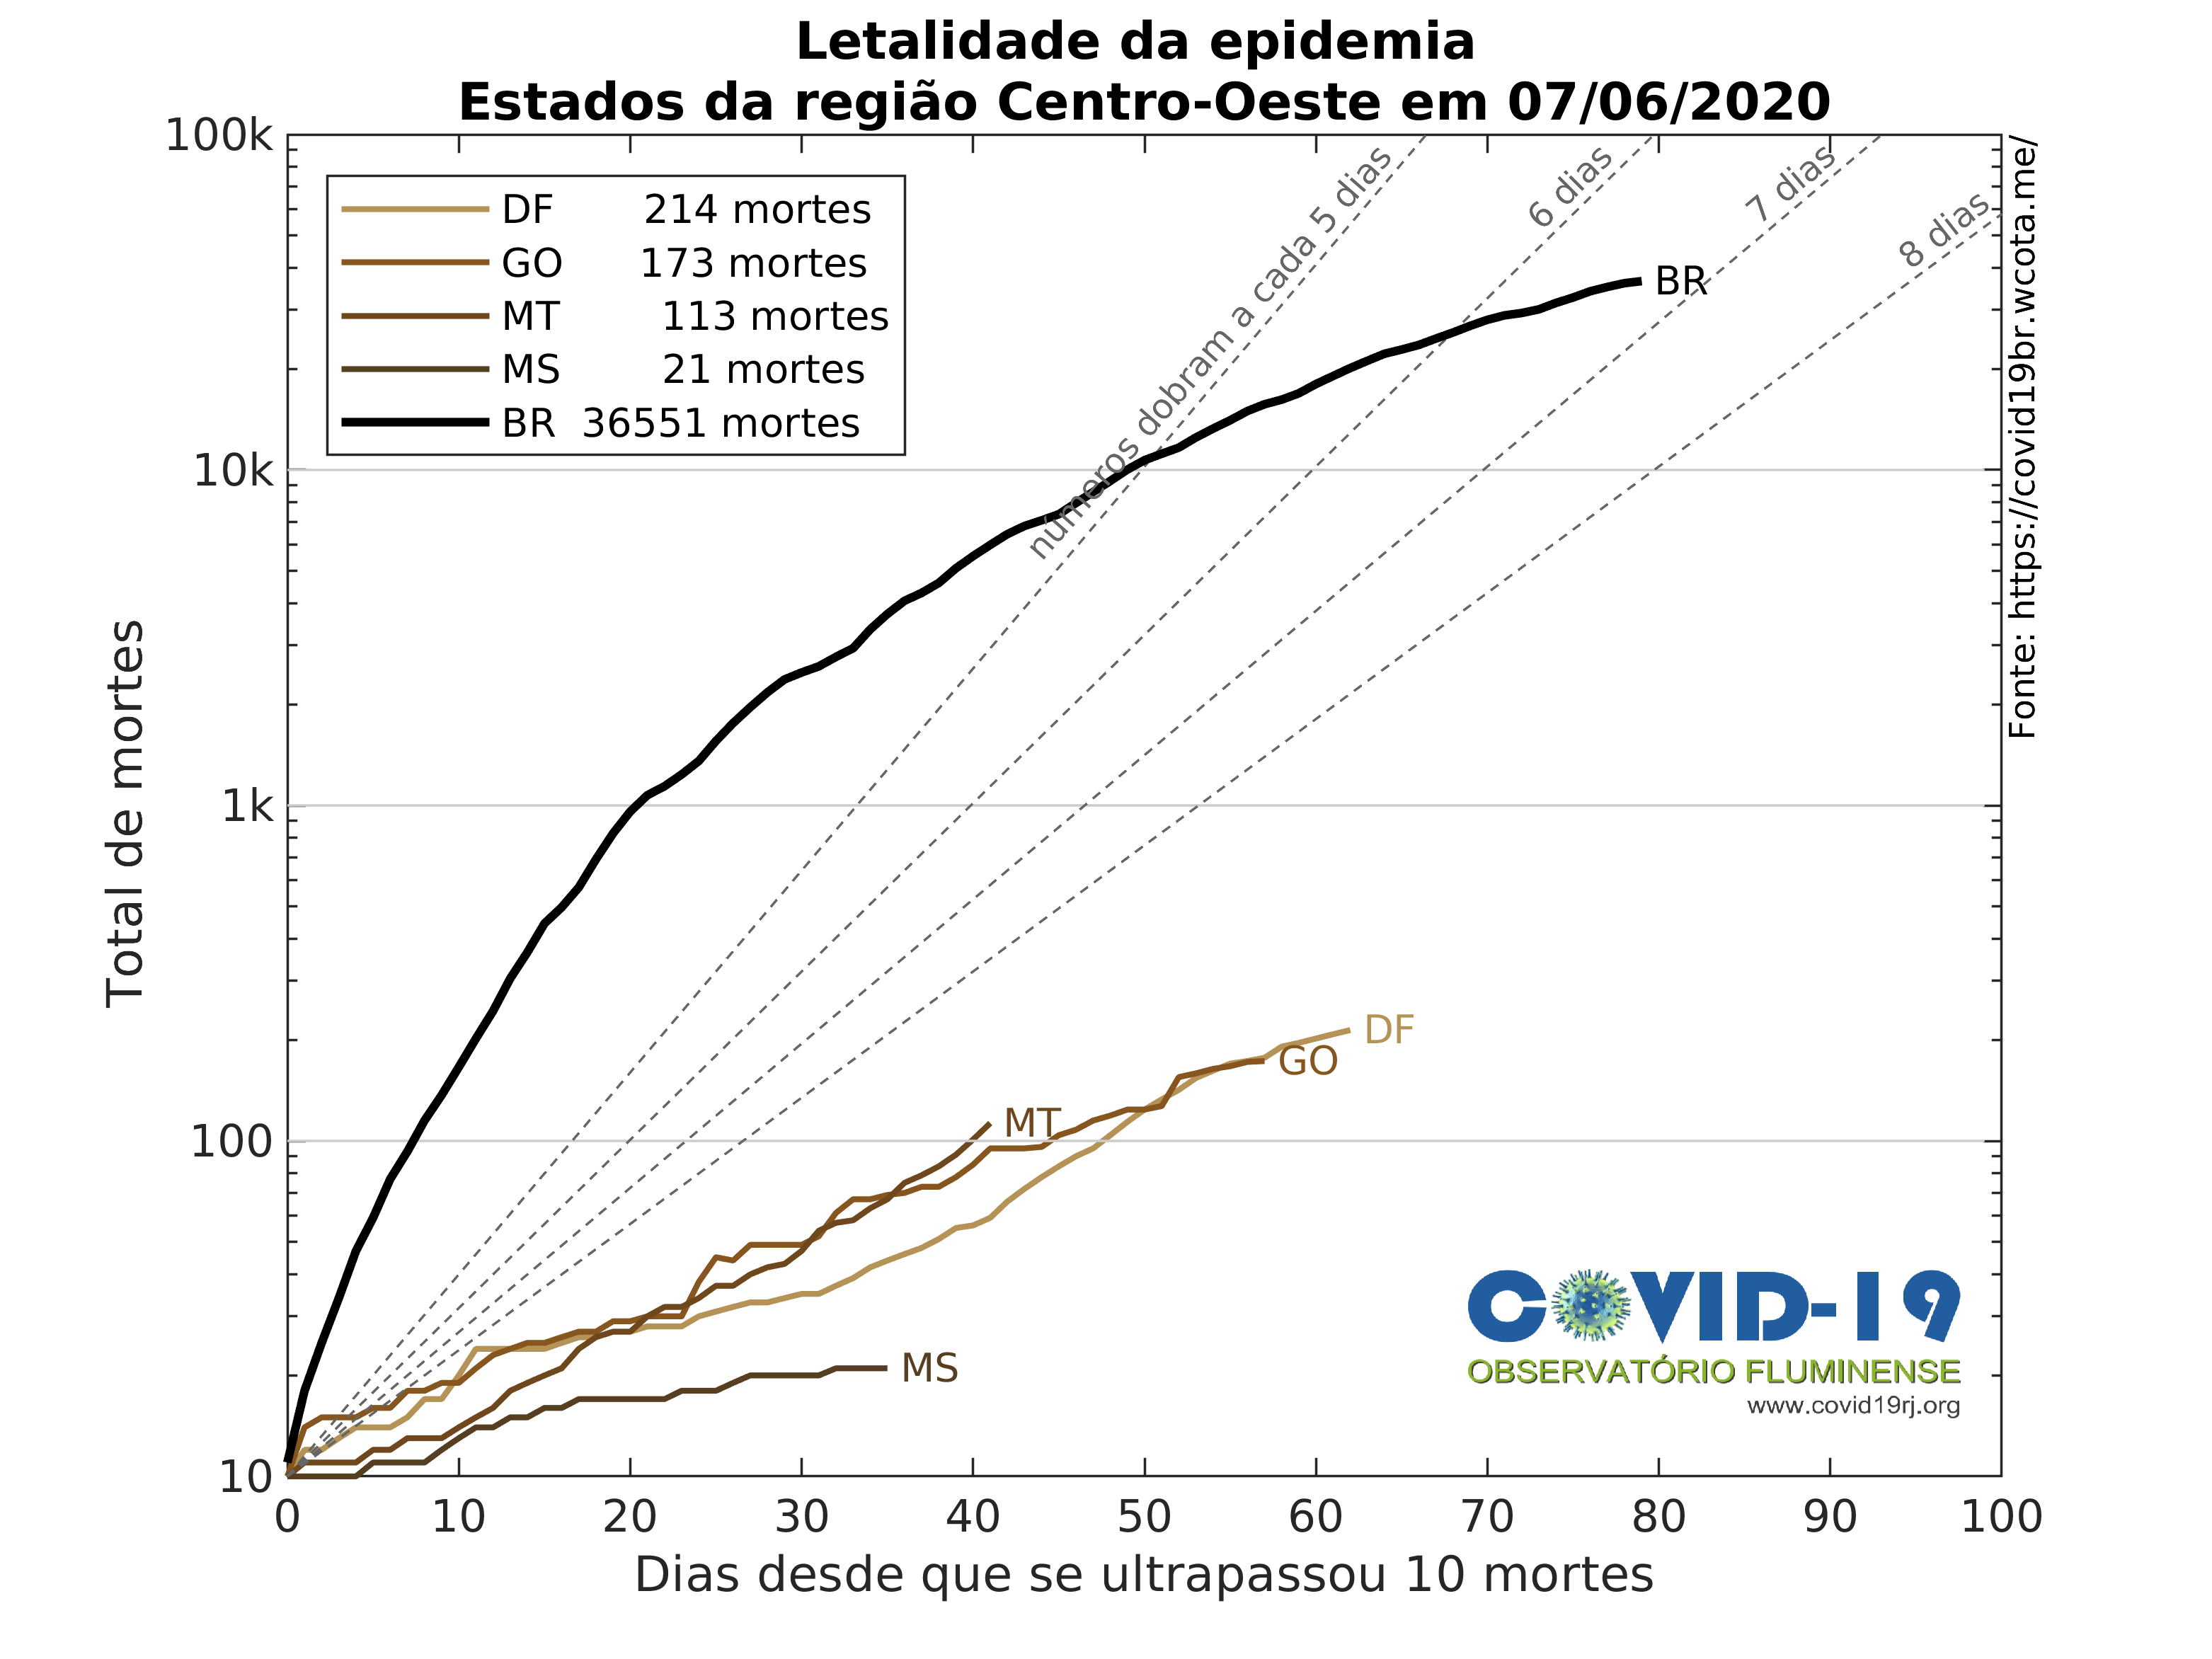 Letalidade da epidemia
Estados da região Centro-Oeste em 07/06/2020
100k
10k
1k
100
10
Total de mortes
DF 214 mortes
GO 173 mortes
MT 113 mortes
MS 21 mortes
BR 36551 mortes
numeros dobram a cada 5 dias
6 dias
7 dias
8 dias
BR
DF
GO
MT
MS
Fonte: https://covid19br.wcota.me/
COVID-19
OBSERVATÓRIO FLUMINENSE
www.covid19rj.org
0 10 20 30 40 50 60 70 80 90 100
Dias desde que se ultrapassou 10 mortes